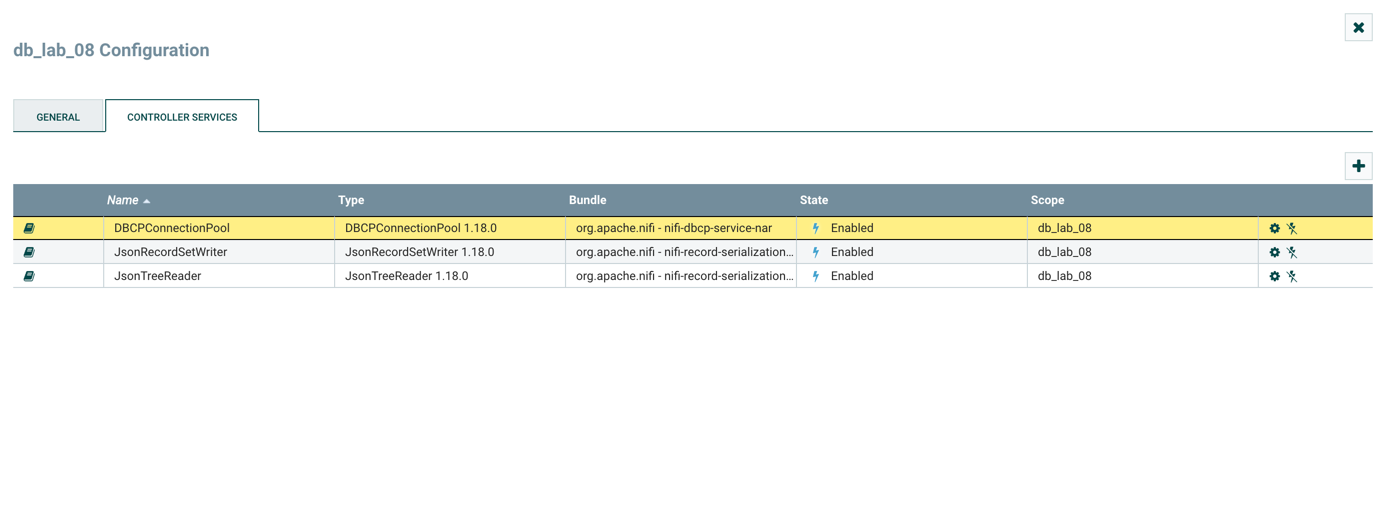 db_lab_08 Configuration
GENERAL
CONTROLLER SERVICES
Name Type Bundle State Scope
DBCPConnectionPool DBCPConnectionPool 1.18.0 org.apache.nifi - nifi-dbcp-service-nar Enabled db_lab_08
JsonRecordSetWriter JsonRecordSetWriter 1.18.0 org.apache.nifi - nifi-record-serialization... Enabled db_lab_08
JsonTreeReader JsonTreeReader 1.18.0 org.apache.nifi - nifi-record-serialization... Enabled db_lab_08